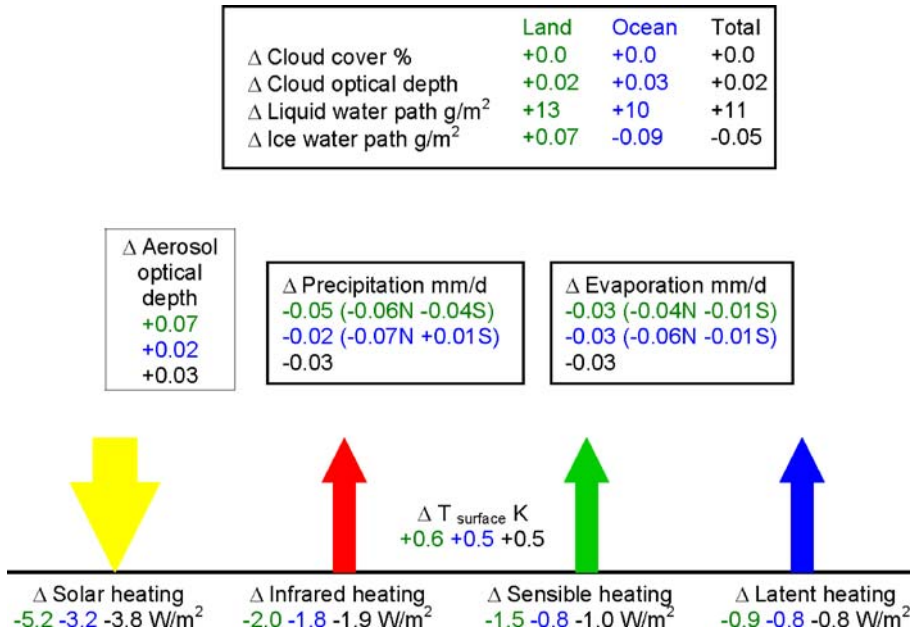 Land Ocean Total
Δ Cloud cover % +0.0 +0.0 +0.0
Δ Cloud optical depth +0.02 +0.03 +0.02
Δ Liquid water path g/m² +13 +10 +11
Δ Ice water path g/m² +0.07 -0.09 -0.05
Δ Aerosol
optical
depth
+0.07
+0.02
+0.03
Δ Precipitation mm/d
-0.05 (-0.06N -0.04S)
-0.02 (-0.07N +0.01S)
-0.03
Δ Evaporation mm/d
-0.03 (-0.04N -0.01S)
-0.03 (-0.06N -0.01S)
-0.03
Δ T surface K
+0.6 +0.5 +0.5
Δ Solar heating
-5.2 -3.2 -3.8 W/m²
Δ Infrared heating
-2.0 -1.8 -1.9 W/m²
Δ Sensible heating
-1.5 -0.8 -1.0 W/m²
Δ Latent heating
-0.9 -0.8 -0.8 W/m²